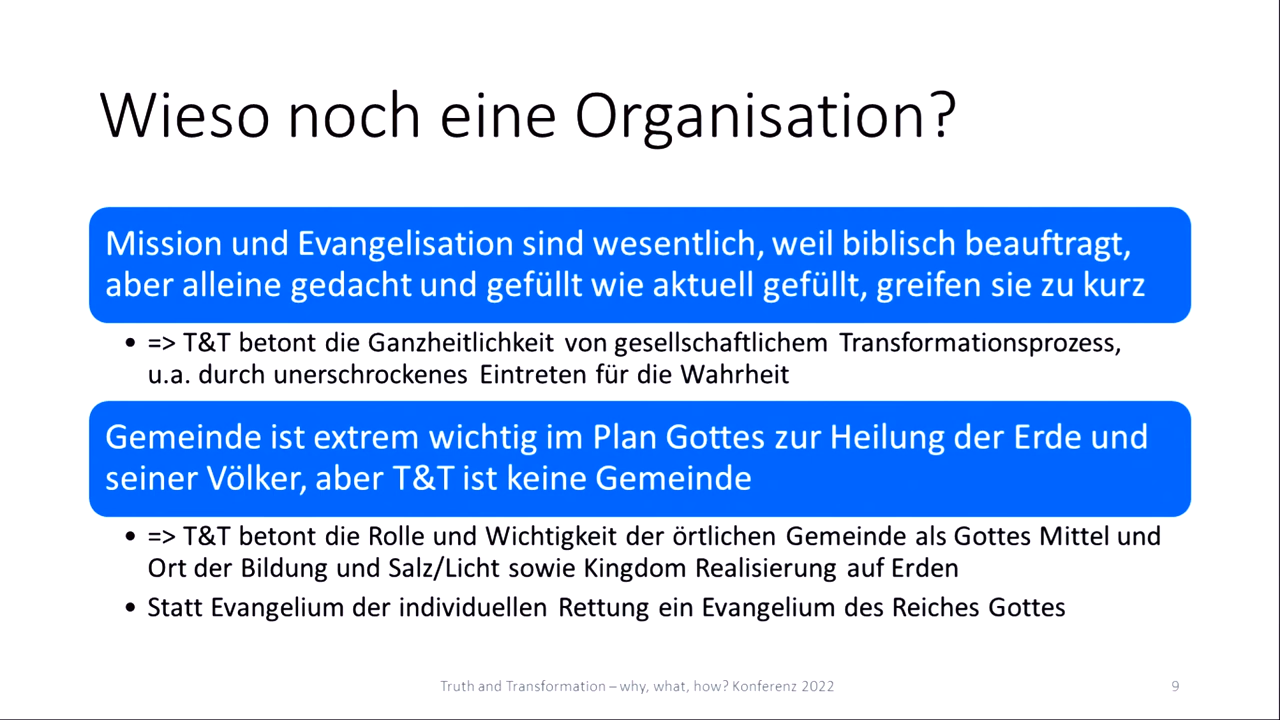 Wieso noch eine Organisation?
Mission und Evangelisation sind wesentlich, weil biblisch beauftragt,
aber alleine gedacht und gefüllt wie aktuell gefüllt, greifen sie zu kurz
• => T&T betont die Ganzheitlichkeit von gesellschaftlichem Transformationsprozess,
u.a. durch unerschrockenes Eintreten für die Wahrheit
Gemeinde ist extrem wichtig im Plan Gottes zur Heilung der Erde und
seiner Völker, aber T&T ist keine Gemeinde
• => T&T betont die Rolle und Wichtigkeit der örtlichen Gemeinde als Gottes Mittel und
Ort der Bildung und Salz/Licht sowie Kingdom Realisierung auf Erden
• Statt Evangelium der individuellen Rettung ein Evangelium des Reiches Gottes
Truth and Transformation – why, what, how? Konferenz 2022
9